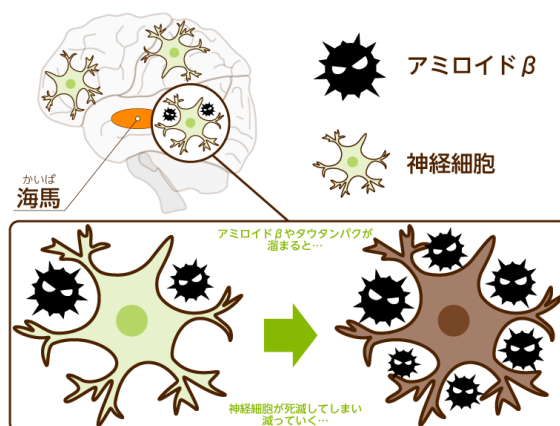 アミロイドβ
神経細胞
かいば
海馬
アミロイドβやタウタンパクが
溜まると…
神経細胞が死滅してしまい
減っていく…